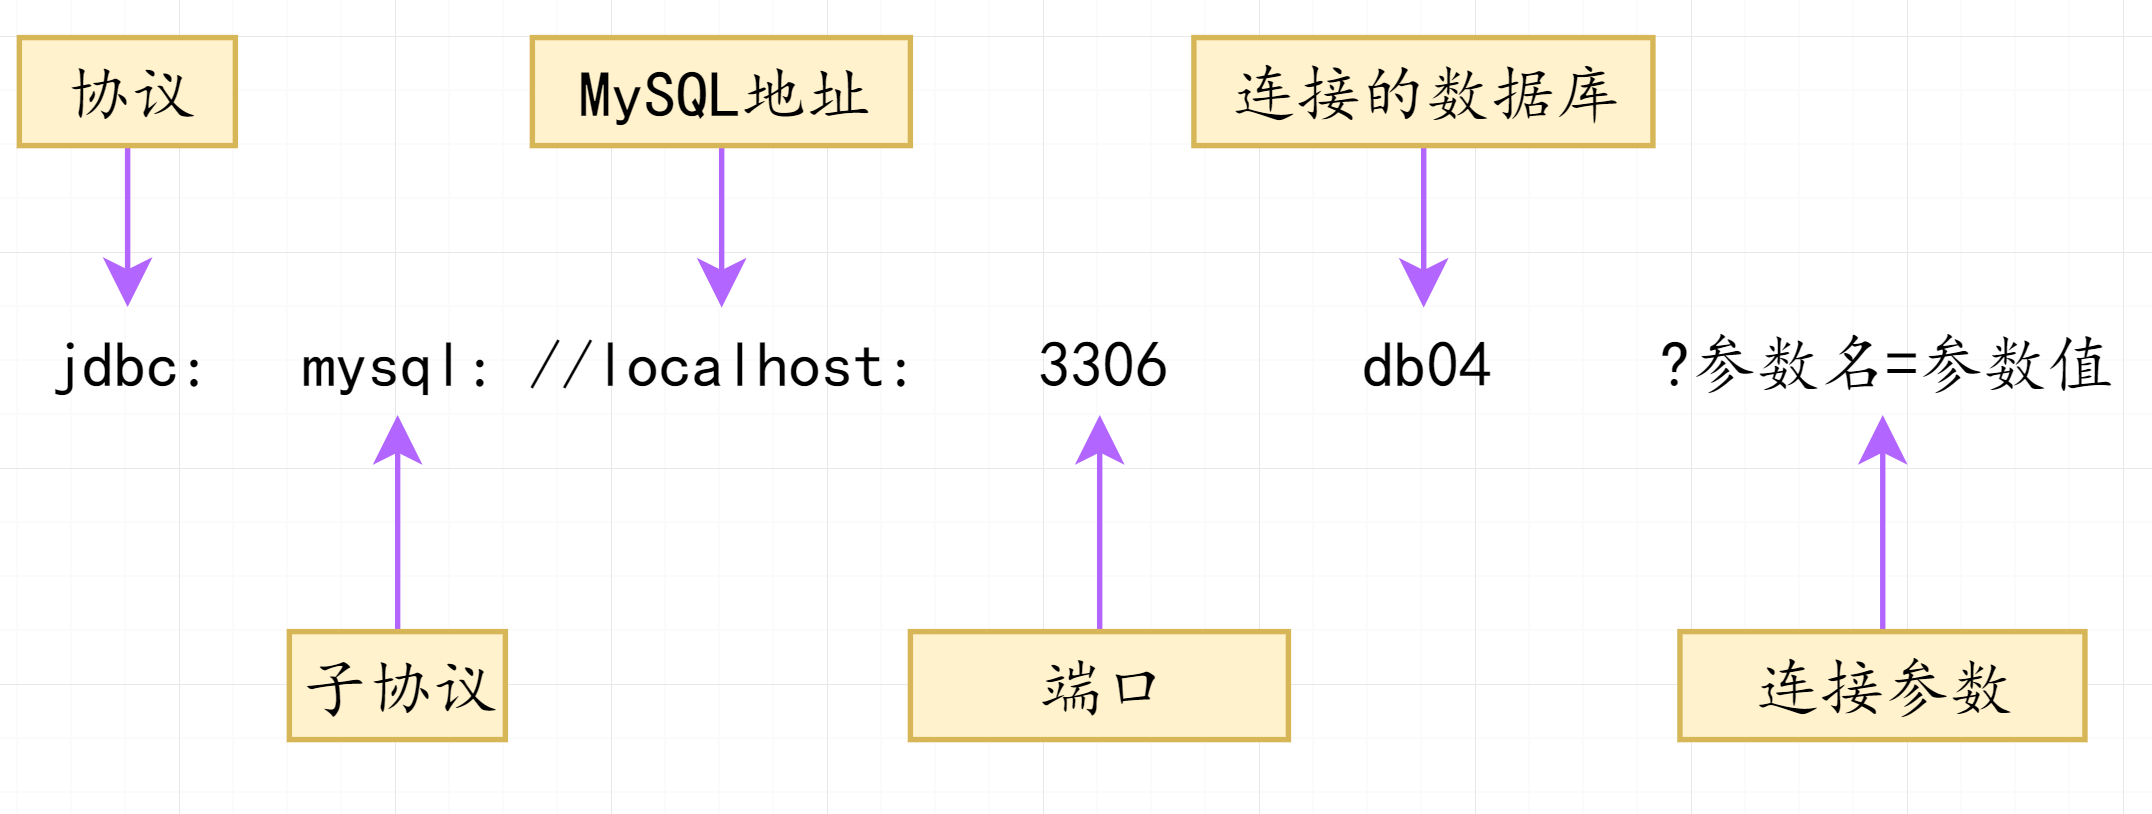 协议 MySQL地址 连接的数据库
jdbc: mysql: //localhost: 3306 db04 ?参数名=参数值
子协议 端口 连接参数